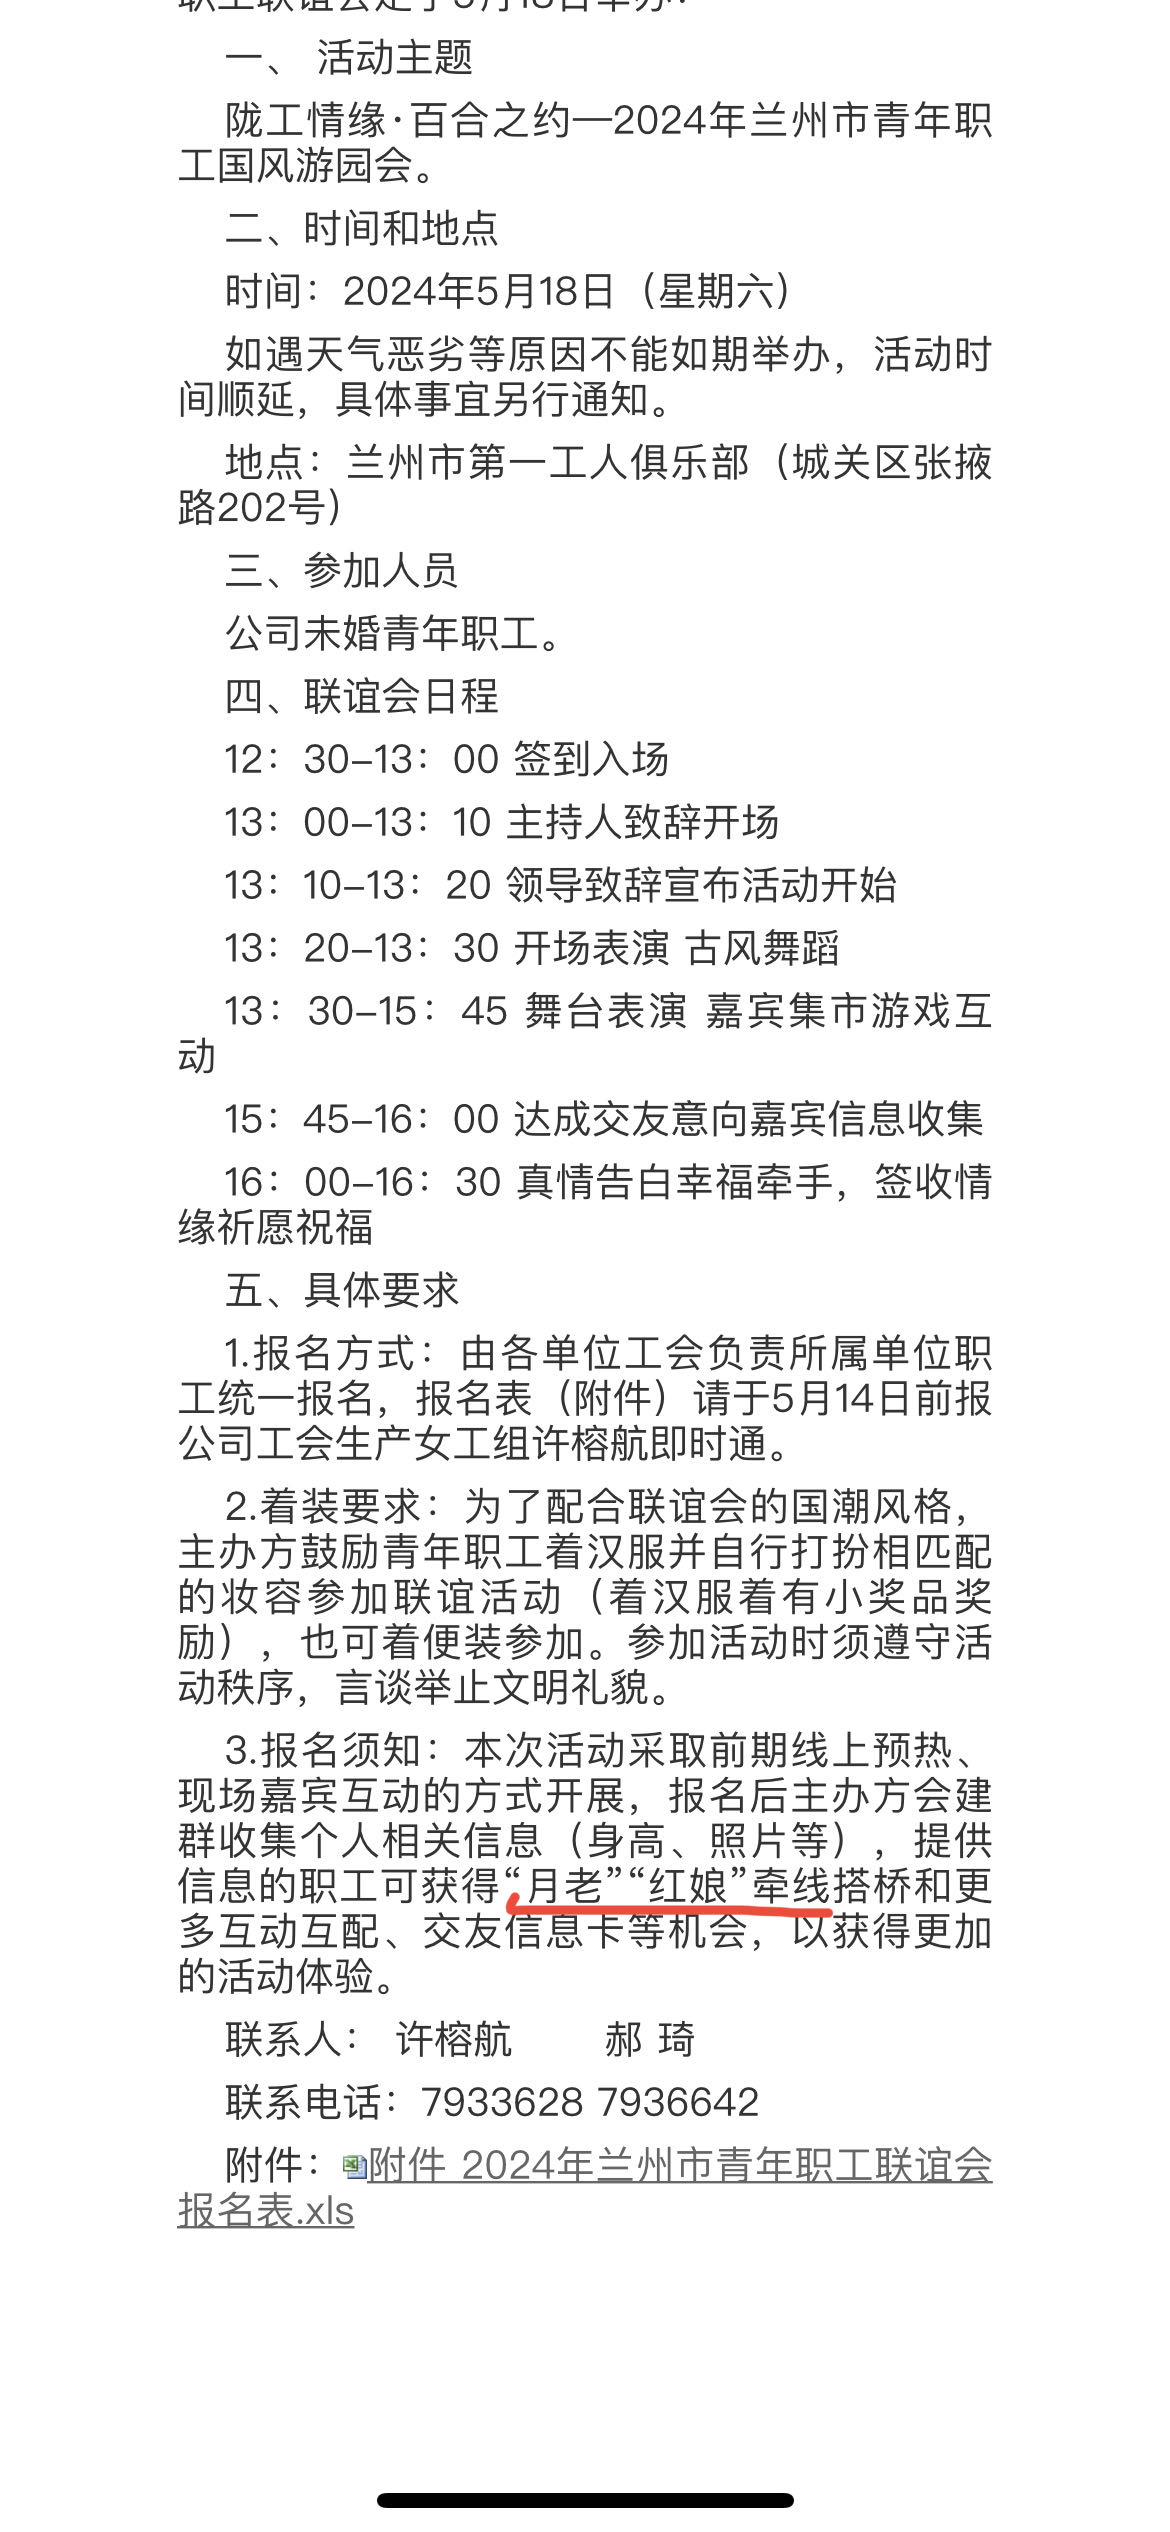 职工联谊会定于5月18日举办:
一、 活动主题
陇工情缘·百合之约—2024年兰州市青年职
工国风游园会。
二、时间和地点
时间：2024年5月18日（星期六）
如遇天气恶劣等原因不能如期举办，活动时
间顺延，具体事宜另行通知。
地点：兰州市第一工人俱乐部（城关区张掖
路202号）
三、参加人员
公司未婚青年职工。
四、联谊会日程
12：30–13：00 签到入场
13：00–13：10 主持人致辞开场
13：10–13：20 领导致辞宣布活动开始
13：20–13：30 开场表演 古风舞蹈
13：30–15：45 舞台表演 嘉宾集市游戏互
动
15：45–16：00 达成交友意向嘉宾信息收集
16：00–16：30 真情告白幸福牵手，签收情
缘祈愿祝福
五、具体要求
1.报名方式：由各单位工会负责所属单位职
工统一报名，报名表（附件）请于5月14日前报
公司工会生产女工组许榕航即时通。
2.着装要求：为了配合联谊会的国潮风格，
主办方鼓励青年职工着汉服并自行打扮相匹配
的妆容参加联谊活动（着汉服着有小奖品奖
励），也可着便装参加。参加活动时须遵守活
动秩序，言谈举止文明礼貌。
3.报名须知：本次活动采取前期线上预热、
现场嘉宾互动的方式开展，报名后主办方会建
群收集个人相关信息（身高、照片等），提供
信息的职工可获得“月老”“红娘”牵线搭桥和更
多互动互配、交友信息卡等机会，以获得更加
的活动体验。
联系人： 许榕航 郝 琦
联系电话：7933628 7936642
附件：附件 2024年兰州市青年职工联谊会
报名表.xls